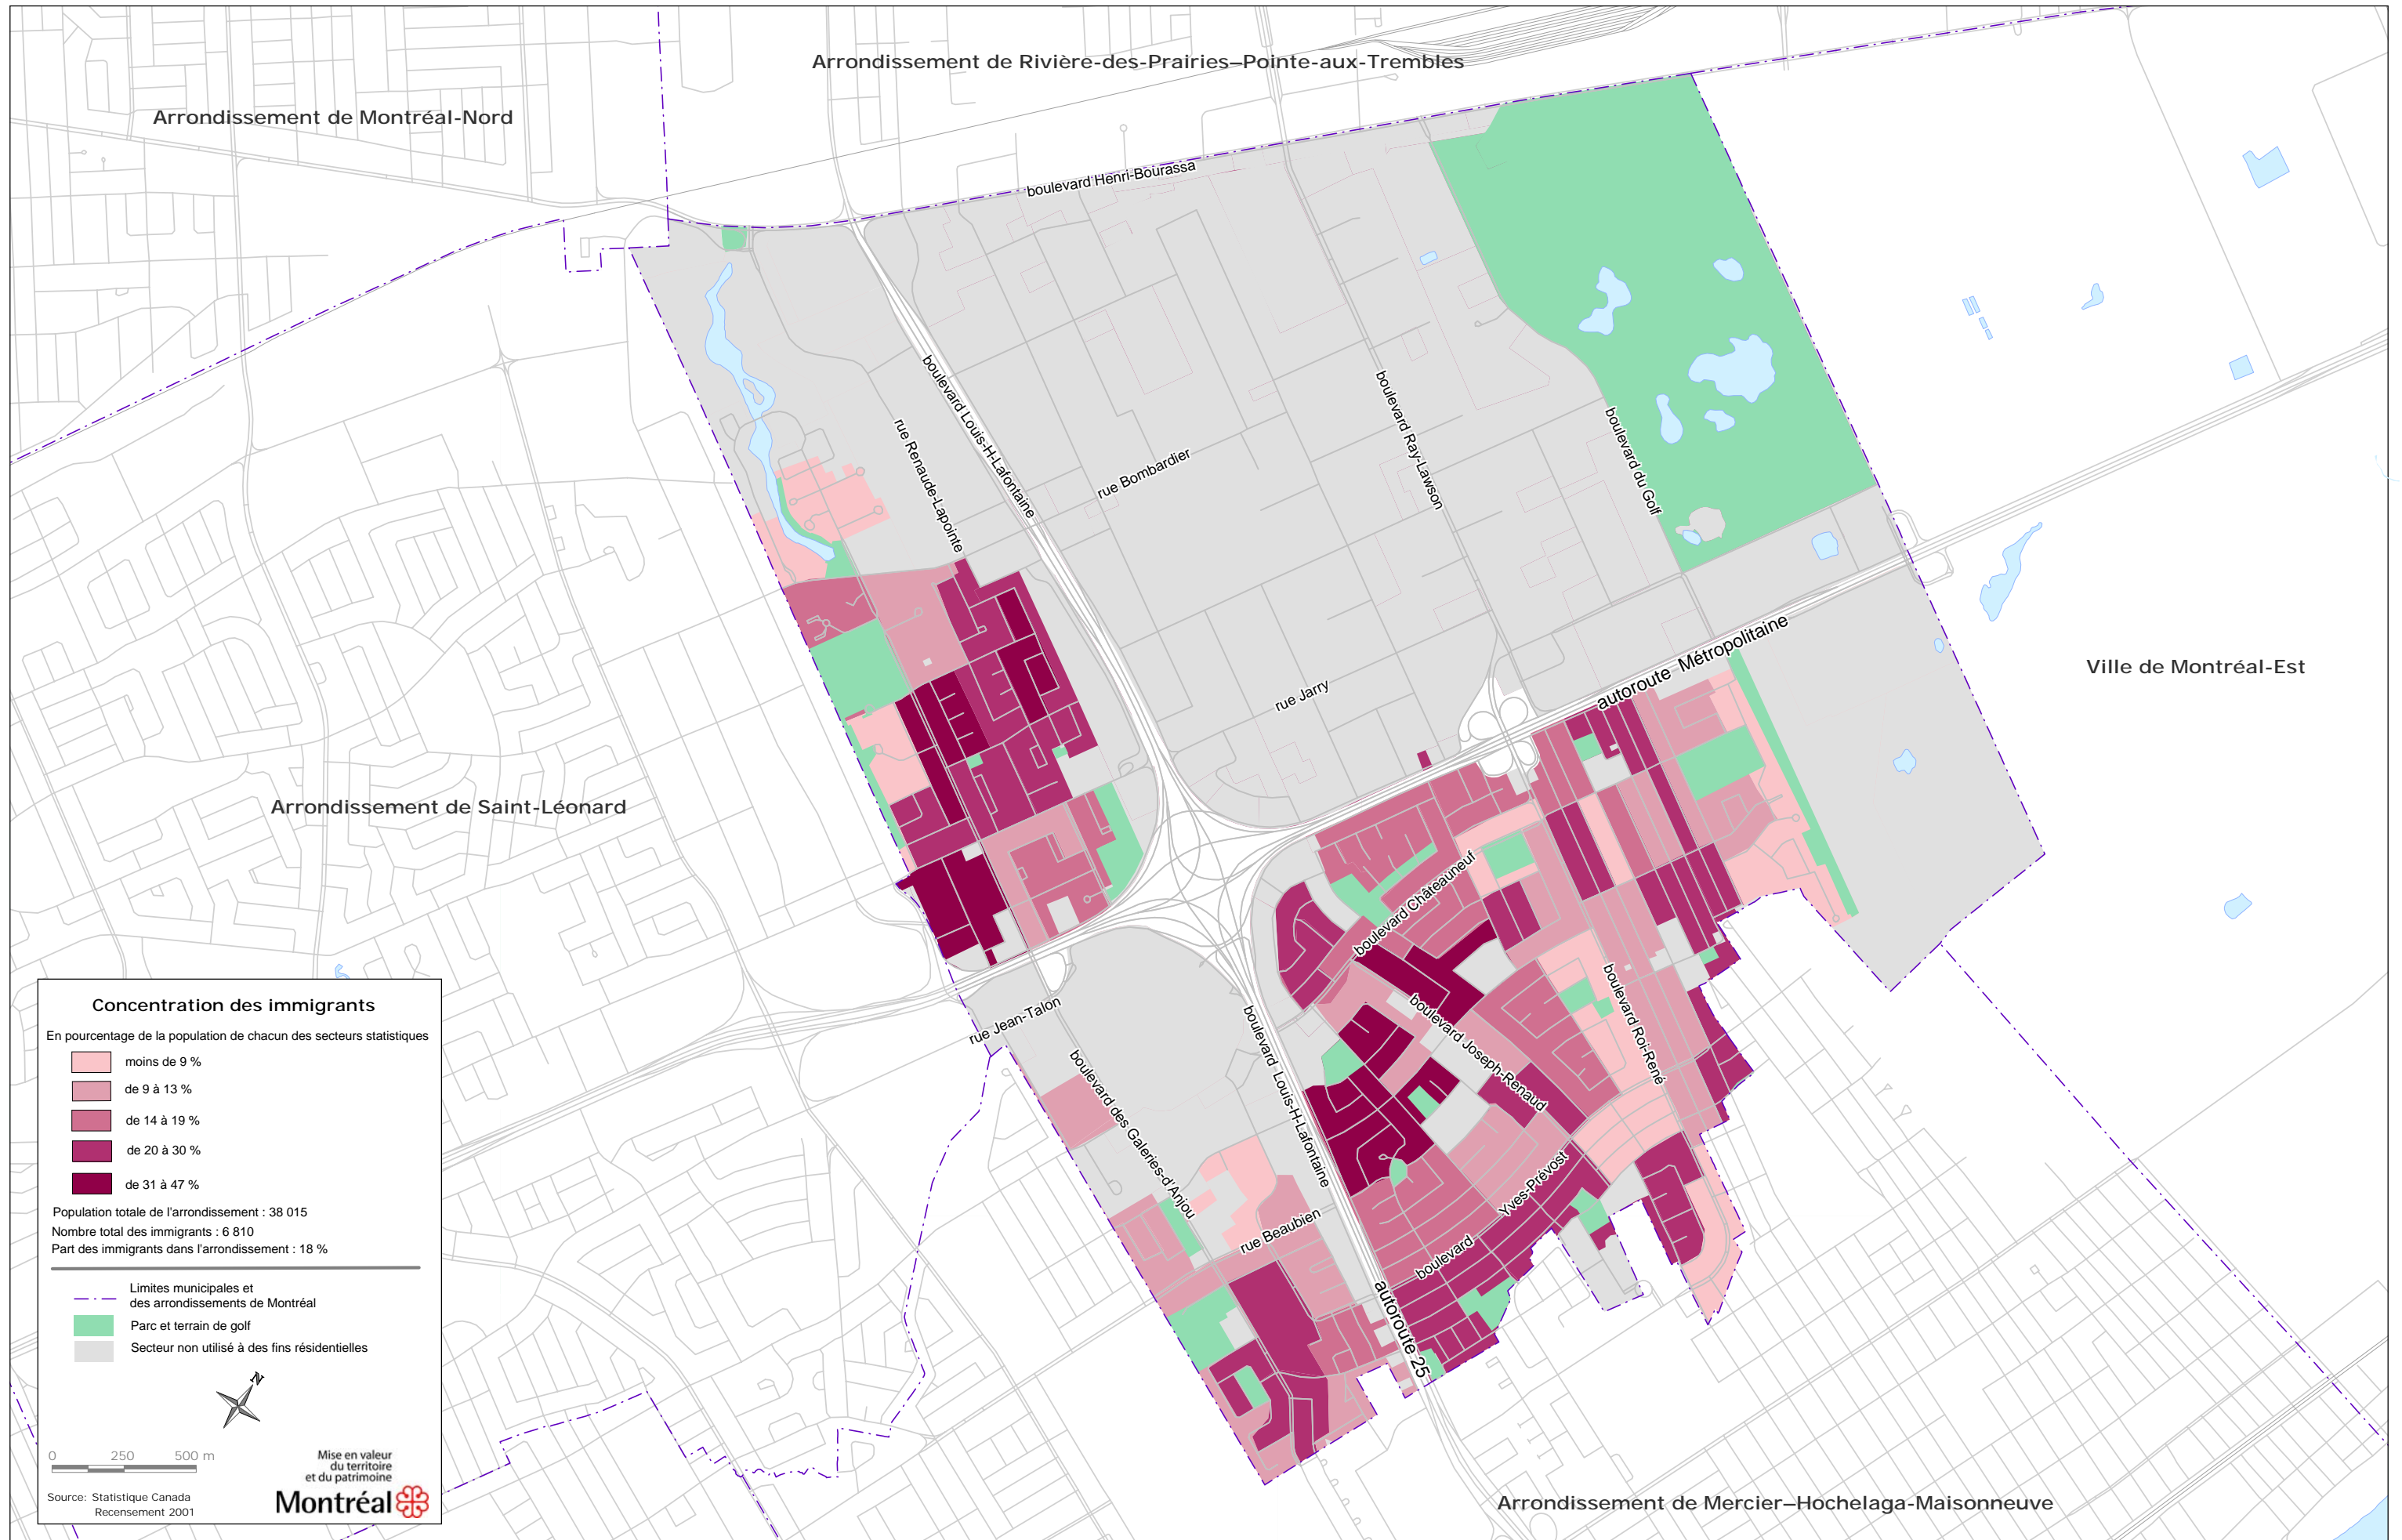 Arrondissement de Rivière-des-Prairies–Pointe-aux-Trembles
Arrondissement de Montréal-Nord
boulevard Henri-Bourassa
boulevard Louis-H-Lafontaine
rue Renaude-Lapointe
rue Bombardier
boulevard Ray-Lawson
boulevard du Golf
autoroute Métropolitaine
Ville de Montréal-Est
rue Jarry
Arrondissement de Saint-Léonard
boulevard Châteauneuf
boulevard Roi-René
boulevard Joseph-Renaud
rue Jean-Talon
boulevard des Galeries-d'Anjou
boulevard Louis-H-Lafontaine
boulevard Yves-Prévost
rue Beaubien
autoroute 25
Arrondissement de Mercier–Hochelaga-Maisonneuve
Concentration des immigrants
En pourcentage de la population de chacun des secteurs statistiques
moins de 9 %
de 9 à 13 %
de 14 à 19 %
de 20 à 30 %
de 31 à 47 %
Population totale de l'arrondissement : 38 015
Nombre total des immigrants : 6 810
Part des immigrants dans l'arrondissement : 18 %
Limites municipales et
des arrondissements de Montréal
Parc et terrain de golf
Secteur non utilisé à des fins résidentielles
N
0 250 500 m
Mise en valeur
du territoire
et du patrimoine
Montréal
Source: Statistique Canada
Recensement 2001